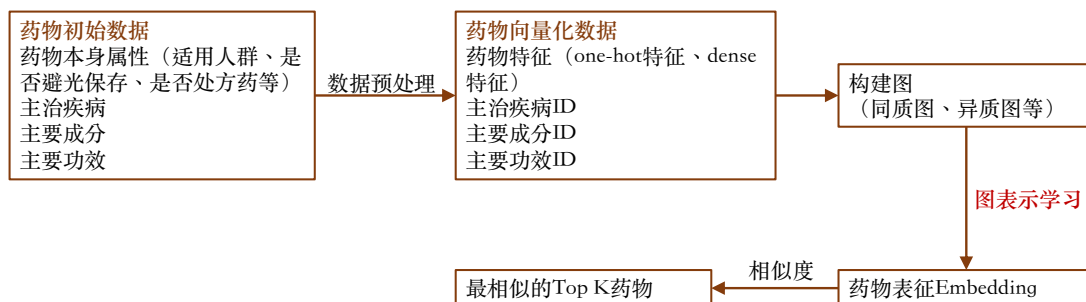 药物初始数据
药物本身属性（适用人群、是
否避光保存、是否处方药等）
主治疾病
主要成分
主要功效
数据预处理
药物向量化数据
药物特征（one-hot特征、dense
特征）
主治疾病ID
主要成分ID
主要功效ID
构建图
（同质图、异质图等）
图表示学习
药物表征Embedding
相似度
最相似的Top K药物